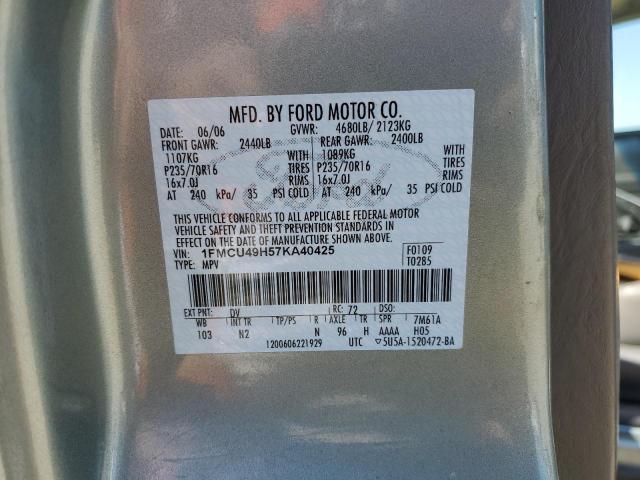 MFD. BY FORD MOTOR CO.
DATE: 06/06 GVWR: 4680LB/ 2123KG
FRONT GAWR: 2440LB REAR GAWR: 2400LB
1107KG 1089KG
P235/70R16 TIRES P235/70R16 TIRES
16x7.0J RIMS 16x7.0J RIMS
AT 240 kPa/ 35 PSI COLD AT 240 kPa/ 35 PSI COLD
Ford
THIS VEHICLE CONFORMS TO ALL APPLICABLE FEDERAL MOTOR
VEHICLE SAFETY AND THEFT PREVENTION STANDARDS IN
EFFECT ON THE DATE OF MANUFACTURE SHOWN ABOVE.
VIN: 1FMCU49H57KA40425 F0109
TYPE: MPV T0285
EXT PNT: DV RC: 72 DSO:
WB INT TR TP/PS R AXLE TR SPR 7M61A
103 N2 N 96 H AAAA H05
1200606221929 UTC ▽5U5A-1520472-BA